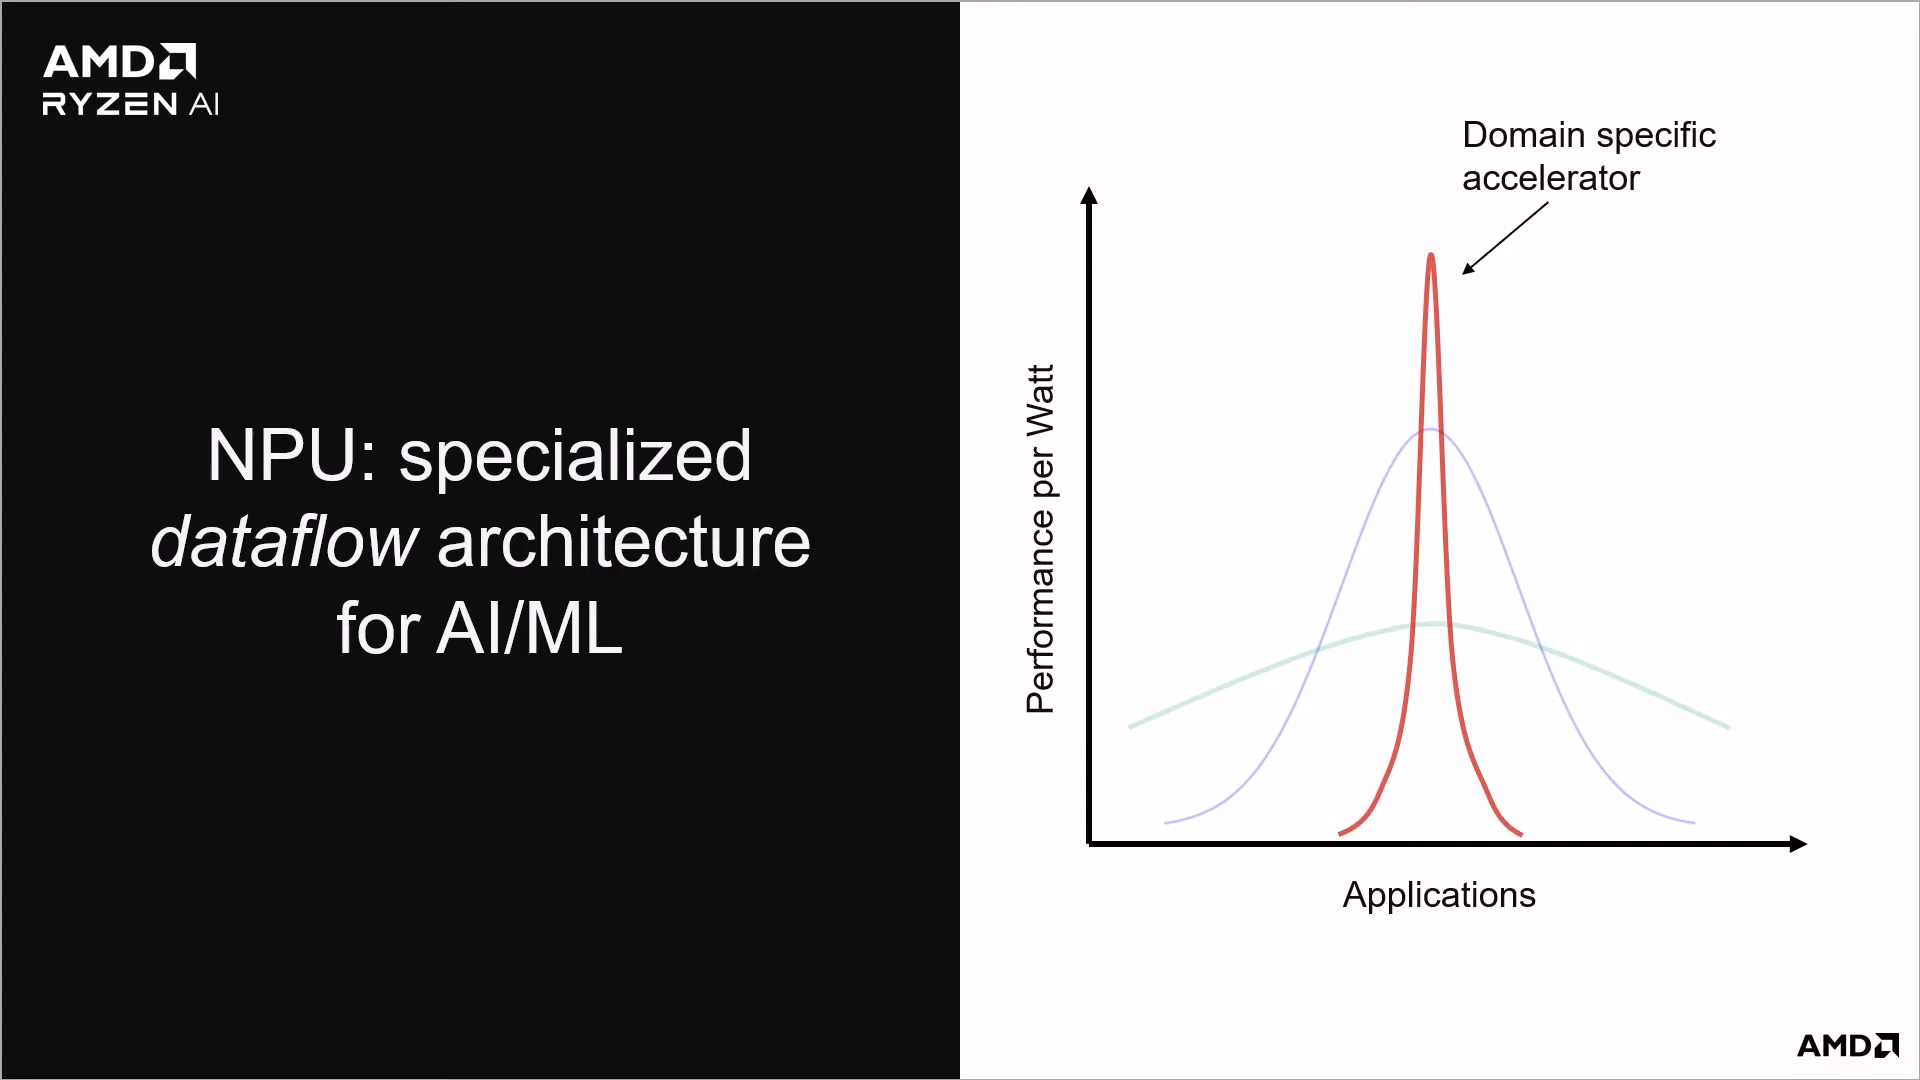 AMD
RYZEN AI
NPU: specialized
dataflow architecture
for AI/ML
Domain specific
accelerator
Performance per Watt
Applications
AMD